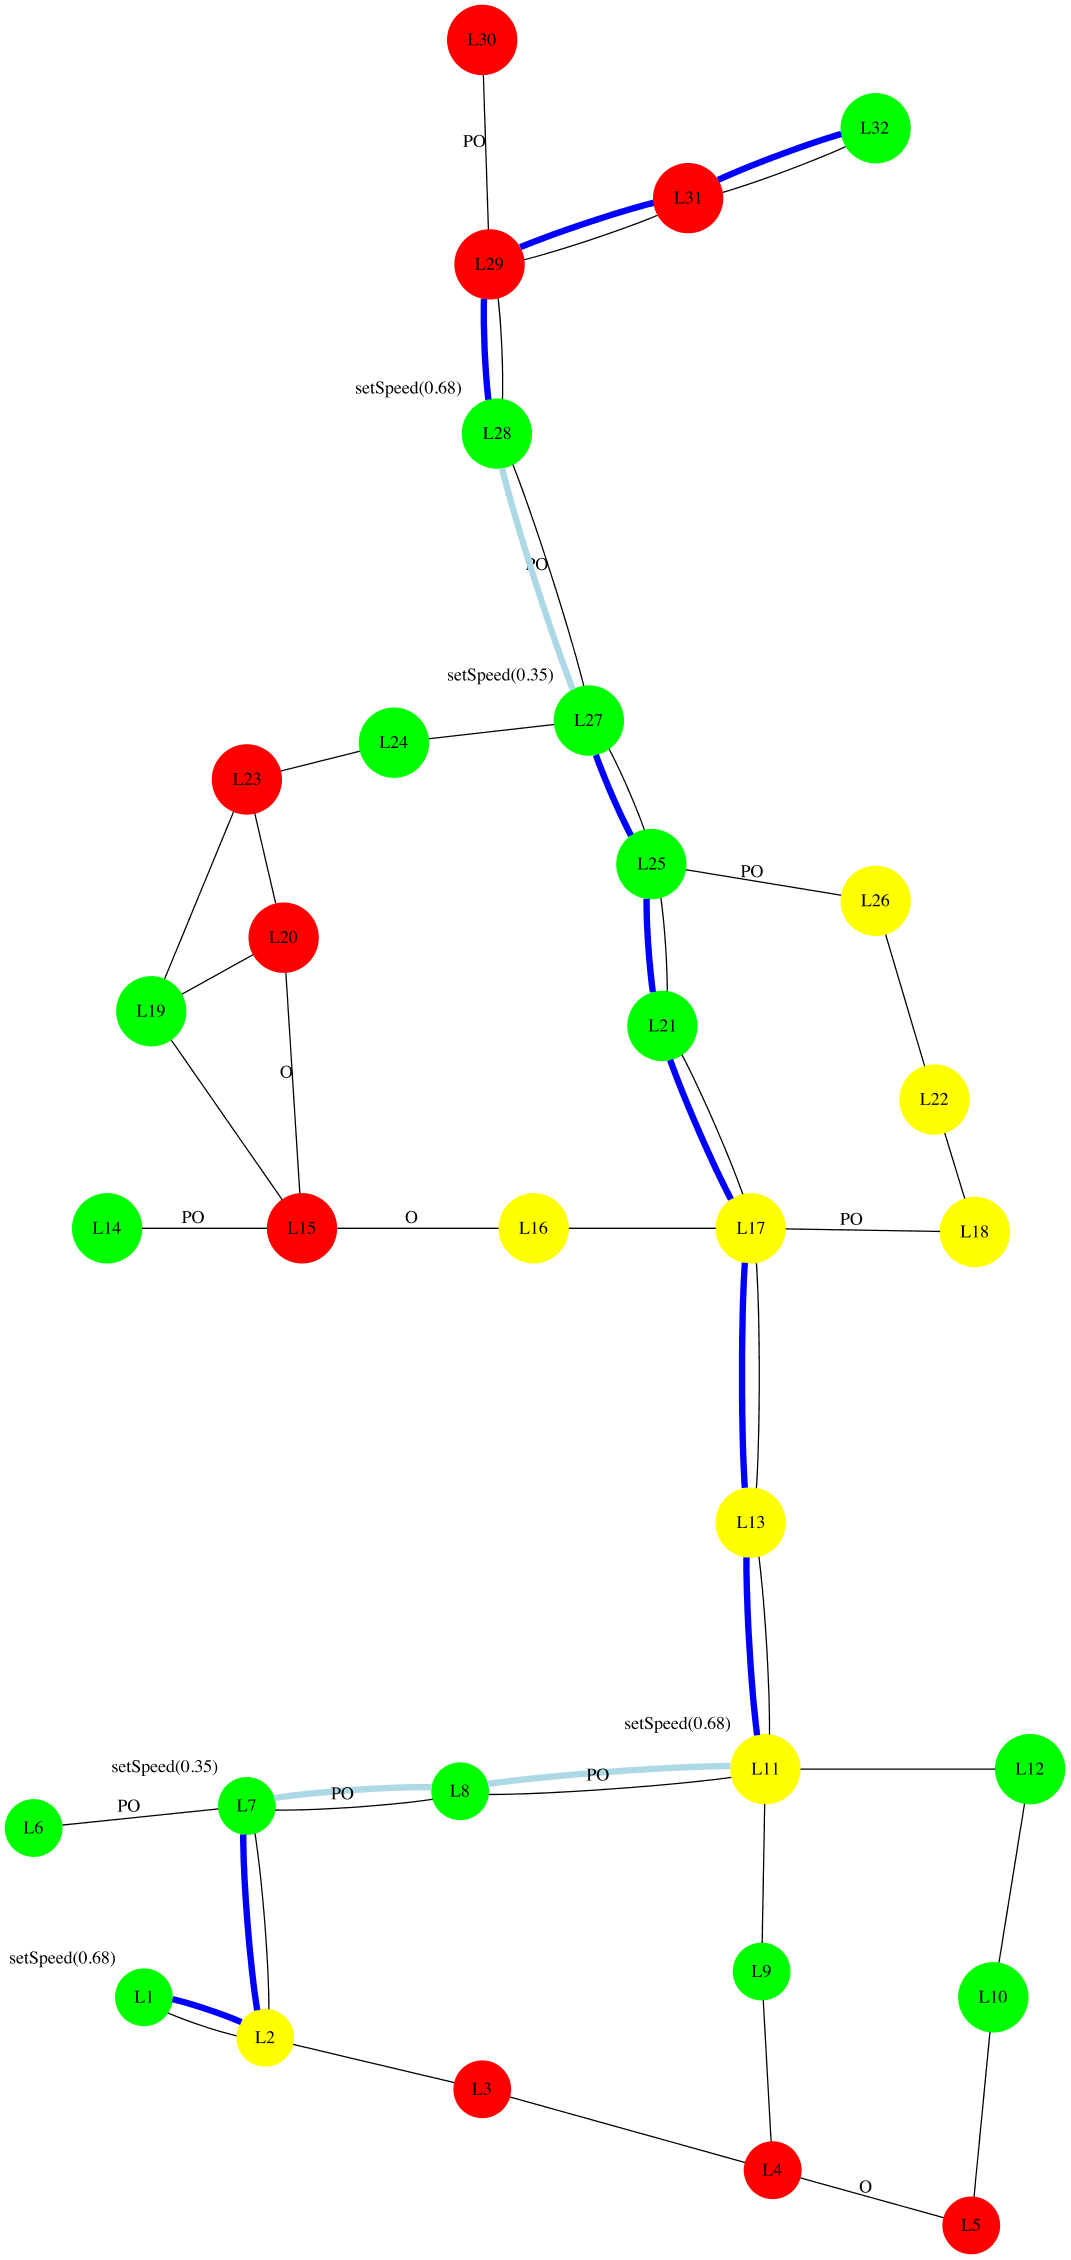 L30
L32
PO
L31
L29
setSpeed(0.68)
L28
PO
setSpeed(0.35)
L27
L24
L23
L25
PO
L26
L20
L19
L21
O
L22
L14
PO
L15
O
L16
L17
PO
L18
L13
setSpeed(0.68)
L11
L12
setSpeed(0.35)
PO
L8
PO
L7
PO
L6
setSpeed(0.68)
L9
L1
L10
L2
L3
L4
O
L5